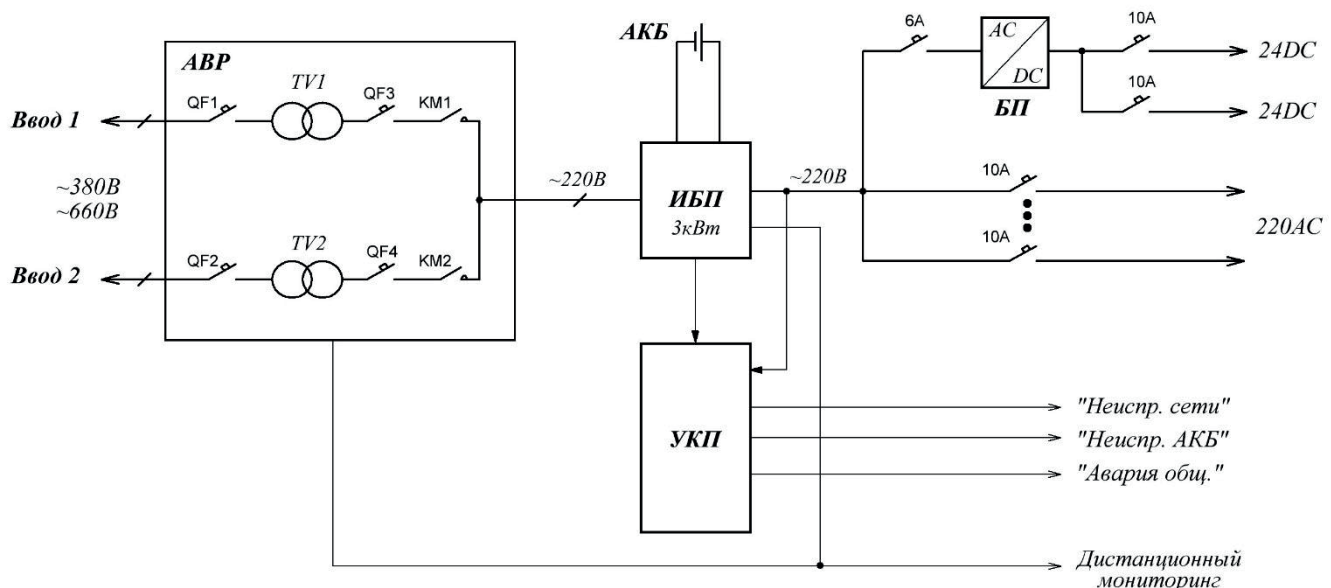 АВР
TV1
QF1
QF3
KM1
Ввод 1
~380В
~660В
TV2
QF2
QF4
KM2
Ввод 2
~220В
АКБ
ИБП
3кВт
~220В
6А
AC
DC
БП
10А
24DC
10А
24DC
10А
10А
220AC
УКП
"Неиспр. сети"
"Неиспр. АКБ"
"Авария общ."
Дистанционный
мониторинг